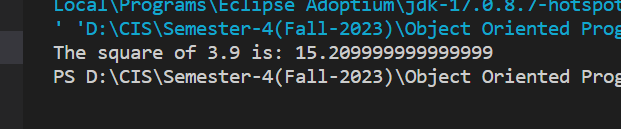 Local\Programs\Eclipse Adoptium\jdk-17.0.8.7-hotspot
' 'D:\CIS\Semester-4(Fall-2023)\Object Oriented Prog
The square of 3.9 is: 15.209999999999999
PS D:\CIS\Semester-4(Fall-2023)\Object Oriented Prog